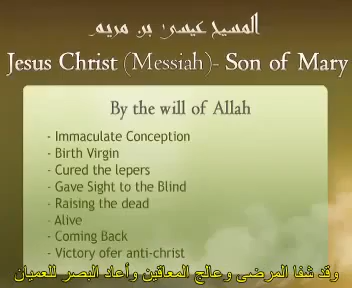 المسيح عيسى بن مريم
Jesus Christ (Messiah)- Son of Mary
By the will of Allah
- Immaculate Conception
- Birth Virgin
- Cured the lepers
- Gave Sight to the Blind
- Raising the dead
- Alive
- Coming Back
- Victory ofer anti-christ
وقد شفا المرضى وعالج المعاقين وأعاد البصر للعميان